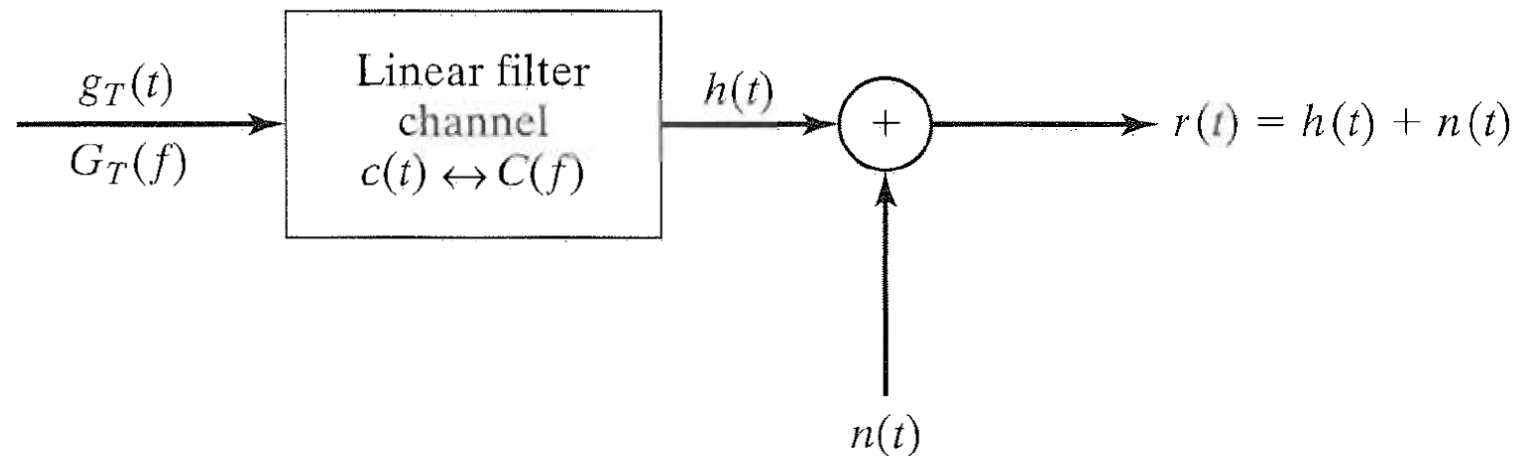 g_T(t)
G_T(f)
Linear filter
channel
c(t) ↔ C(f)
h(t)
+
r(t) = h(t) + n(t)
n(t)